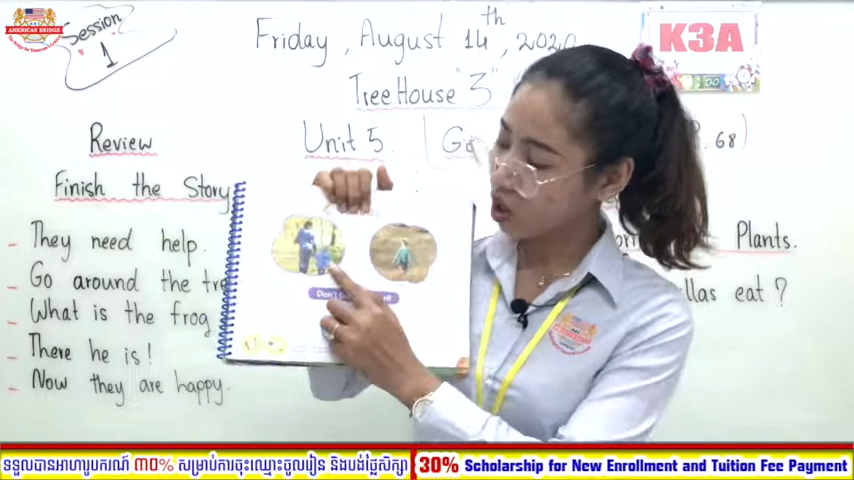 AMERICAN BRIDGE
Session
1
Friday, August 14th, 2020
K3A
TreeHouse "3"
Review
Unit 5.
68)
Finish the Story
They need help.
Plants.
Go around the
What is the frog
eat ?
There he is!
Now they are happy.
Don't
ទទួលបានអាហារូបករណ៍ ៣០% សម្រាប់ការចុះឈ្មោះចូលរៀន និងបង់ថ្លៃសិក្សា
30% Scholarship for New Enrollment and Tuition Fee Payment